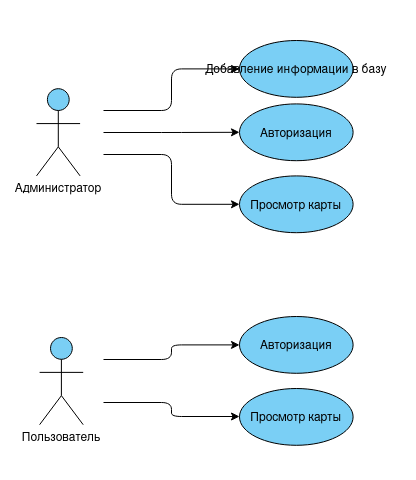 Добавление информации в базу
Авторизация
Просмотр карты
Администратор
Авторизация
Просмотр карты
Пользователь